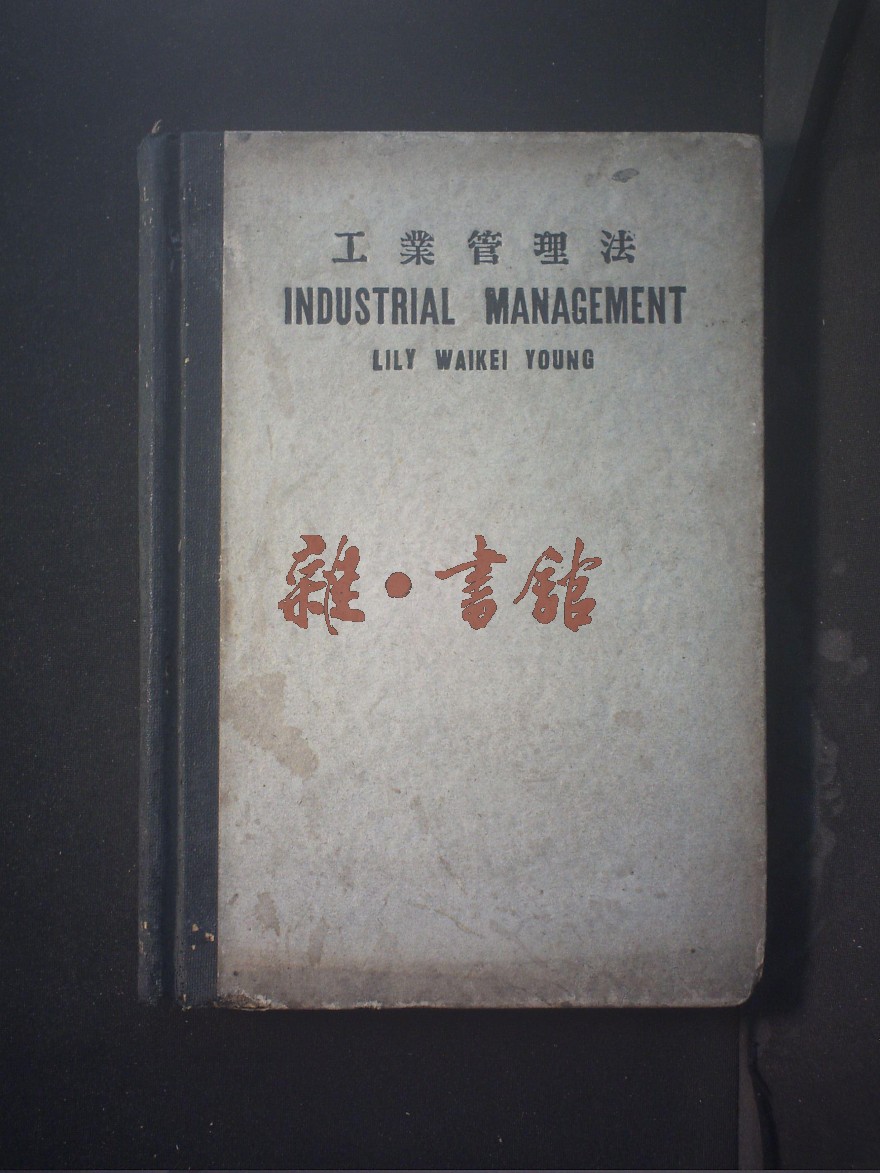 工業管理法
INDUSTRIAL MANAGEMENT
LILY WAIKEI YOUNG
雜•書館